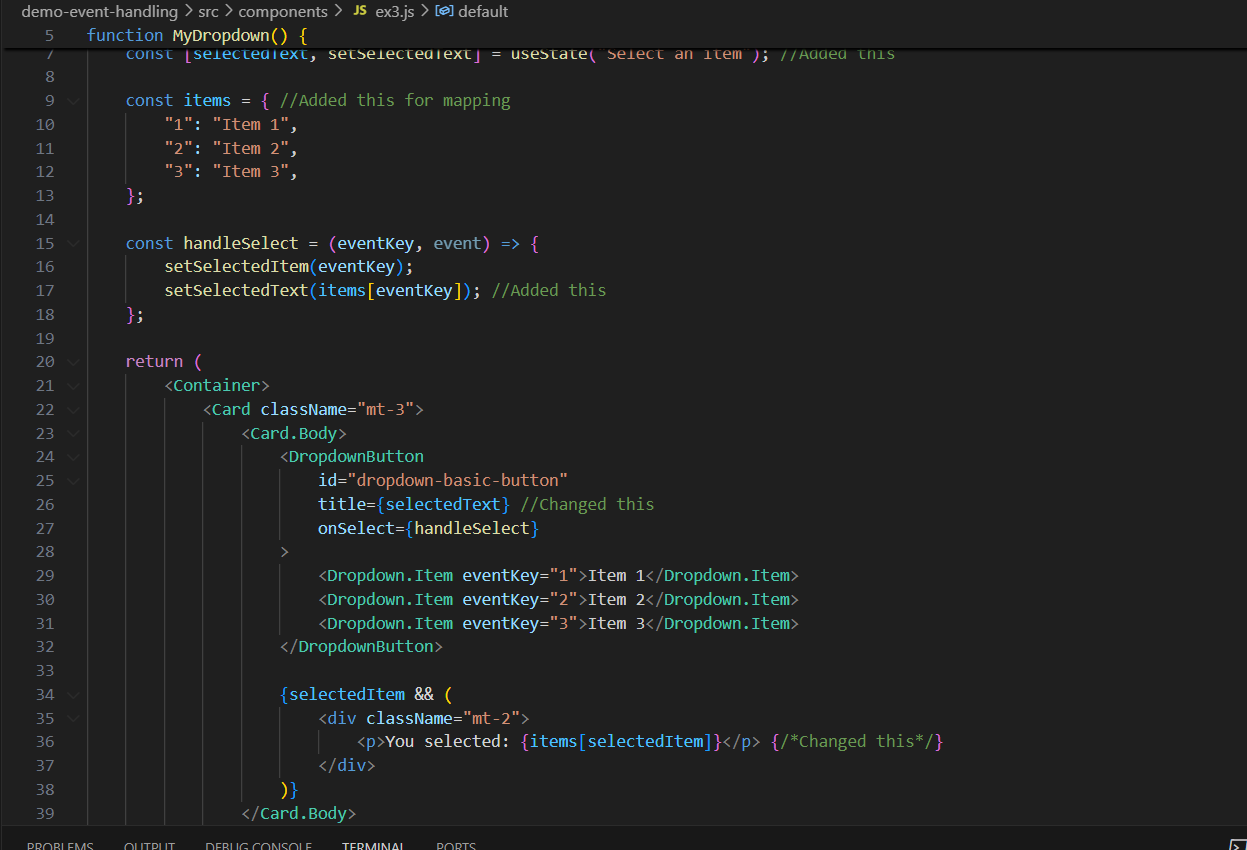 demo-event-handling > src > components > JS ex3.js > default
5 function MyDropdown() {
7 const [selectedText, setSelectedText] = useState( Select an item ); //Added this
8
9 const items = { //Added this for mapping
10 "1": "Item 1",
11 "2": "Item 2",
12 "3": "Item 3",
13 };
14
15 const handleSelect = (eventKey, event) => {
16 setSelectedItem(eventKey);
17 setSelectedText(items[eventKey]); //Added this
18 };
19
20 return (
21 <Container>
22 <Card className="mt-3">
23 <Card.Body>
24 <DropdownButton
25 id="dropdown-basic-button"
26 title={selectedText} //Changed this
27 onSelect={handleSelect}
28 >
29 <Dropdown.Item eventKey="1">Item 1</Dropdown.Item>
30 <Dropdown.Item eventKey="2">Item 2</Dropdown.Item>
31 <Dropdown.Item eventKey="3">Item 3</Dropdown.Item>
32 </DropdownButton>
33
34 {selectedItem && (
35 <div className="mt-2">
36 <p>You selected: {items[selectedItem]}</p> {/*Changed this*/}
37 </div>
38 )}
39 </Card.Body>
PROBLEMS OUTPUT DEBUG CONSOLE TERMINAL PORTS